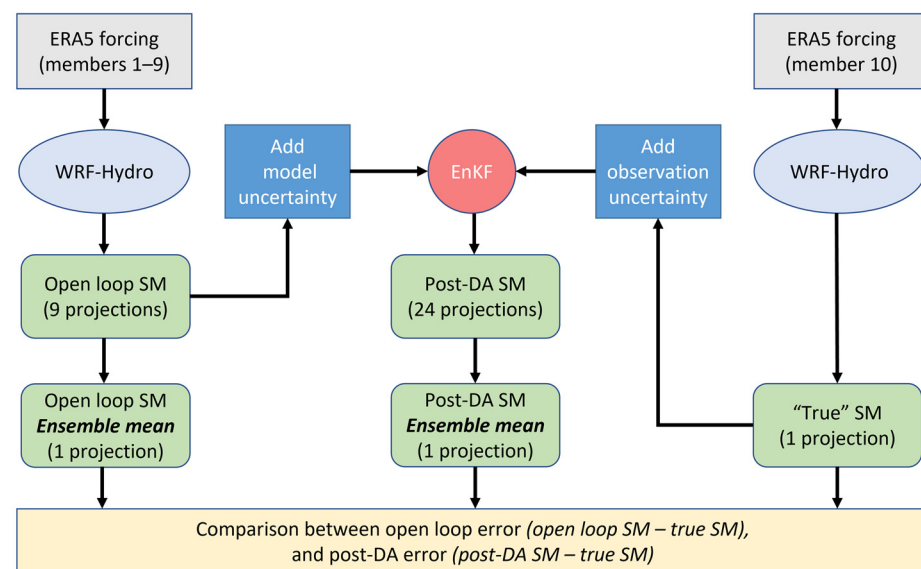 ERA5 forcing
(members 1–9)
ERA5 forcing
(member 10)
WRF-Hydro
Add
model
uncertainty
EnKF
Add
observation
uncertainty
WRF-Hydro
Open loop SM
(9 projections)
Post-DA SM
(24 projections)
Open loop SM
Ensemble mean
(1 projection)
Post-DA SM
Ensemble mean
(1 projection)
“True” SM
(1 projection)
Comparison between open loop error (open loop SM – true SM),
and post-DA error (post-DA SM – true SM)